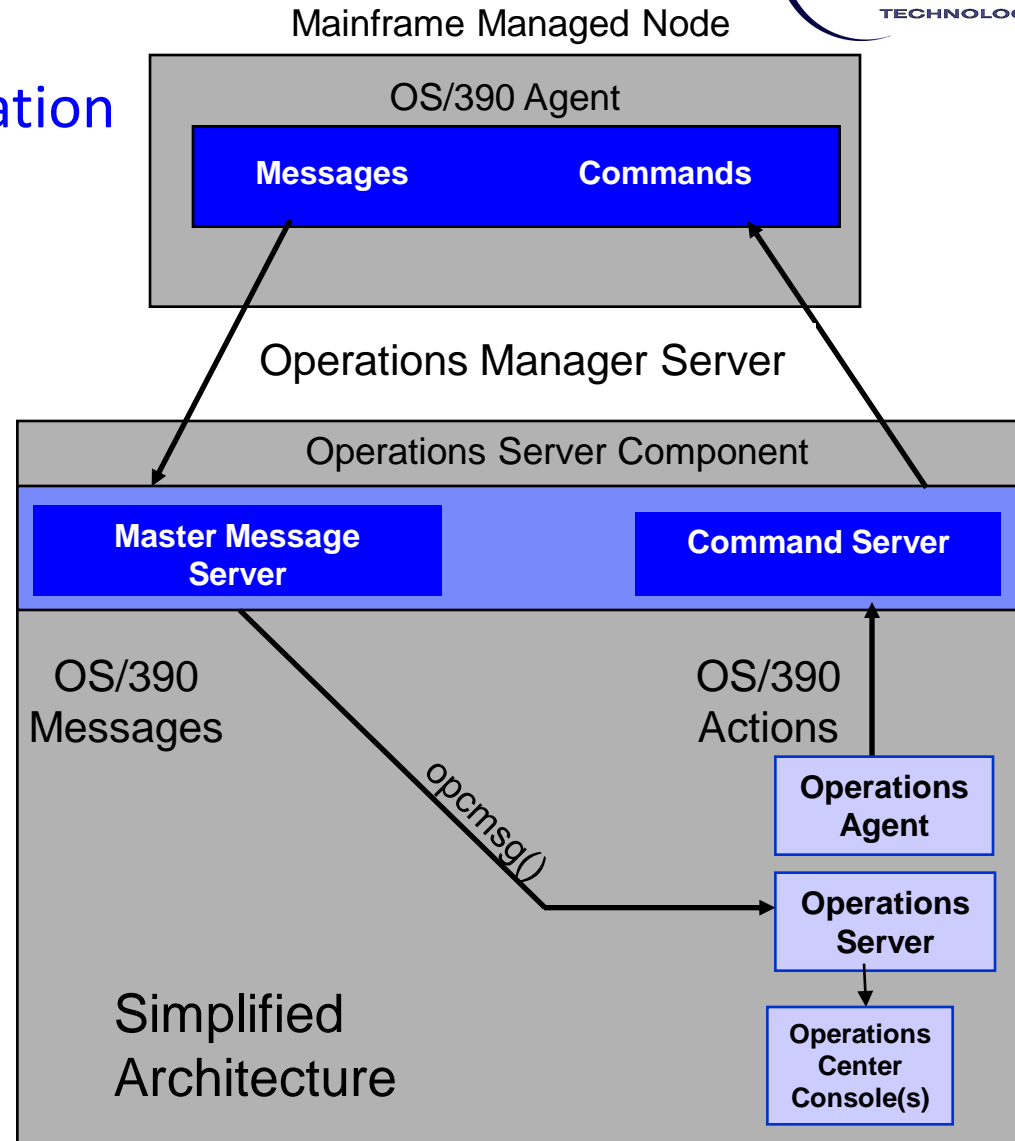 TECHNOLOG
Mainframe Managed Node
ation
OS/390 Agent
Messages
Commands
Operations Manager Server
Operations Server Component
Master Message
Server
Command Server
OS/390
Messages
OS/390
Actions
opcmsg()
Operations
Agent
Operations
Server
Operations
Center
Console(s)
Simplified
Architecture